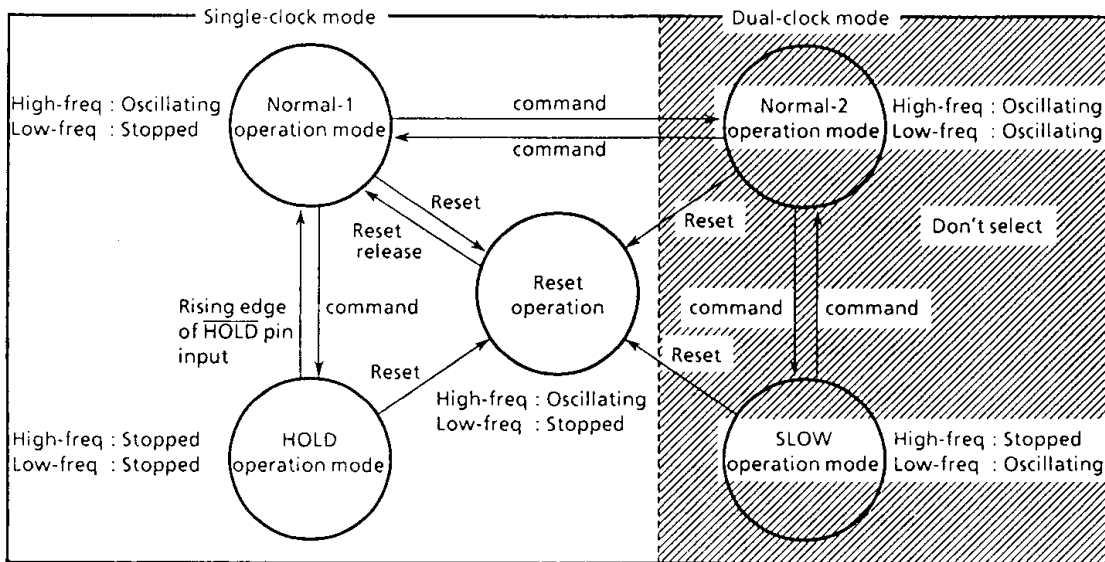 Single-clock mode
Dual-clock mode
High-freq : Oscillating
Low-freq : Stopped
Normal-1
operation mode
command
command
Normal-2
operation mode
High-freq : Oscillating
Low-freq : Oscillating
Reset
Reset
release
Reset
Don't select
Rising edge
of HOLD pin
input
command
Reset
operation
command
command
Reset
Reset
High-freq : Oscillating
Low-freq : Stopped
High-freq : Stopped
Low-freq : Stopped
HOLD
operation mode
SLOW
operation mode
High-freq : Stopped
Low-freq : Oscillating